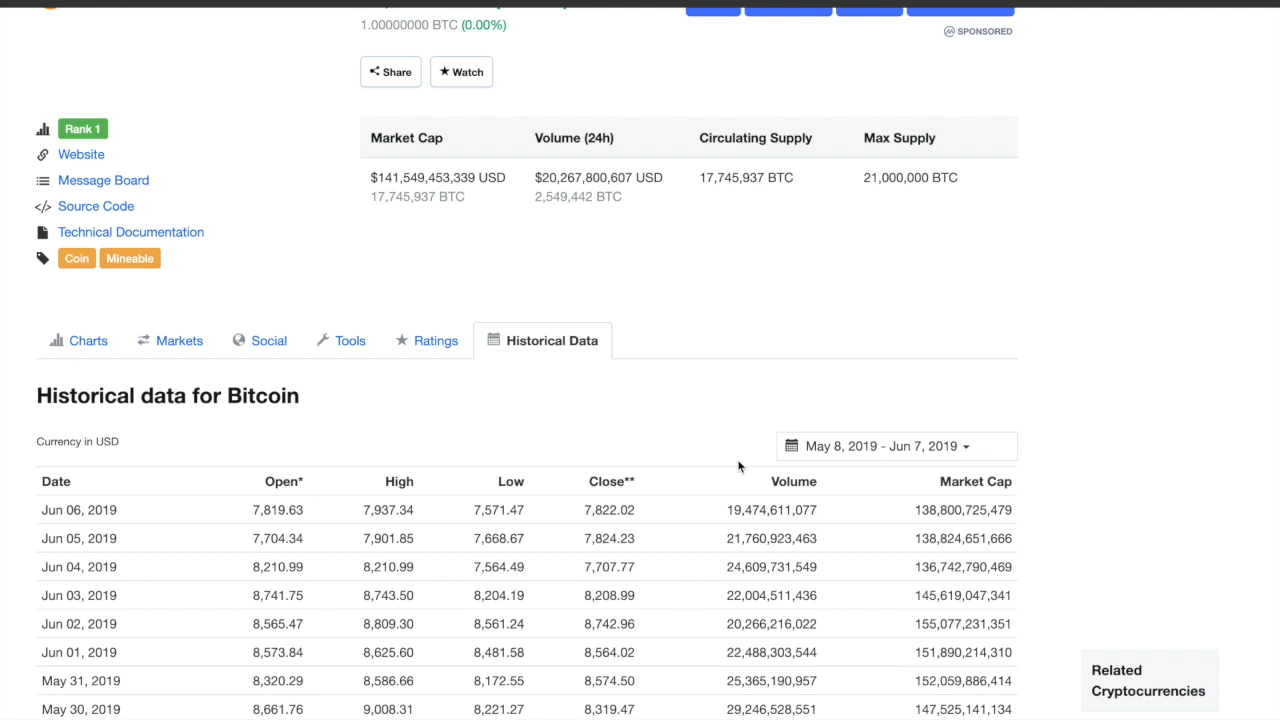 1.00000000 BTC (0.00%)
SPONSORED
Share Watch
Rank 1
Website
Message Board
Source Code
Technical Documentation
Coin Mineable
Market Cap Volume (24h) Circulating Supply Max Supply
$141,549,453,339 USD $20,267,800,607 USD 17,745,937 BTC 21,000,000 BTC
17,745,937 BTC 2,549,442 BTC
Charts Markets Social Tools Ratings Historical Data
Historical data for Bitcoin
Currency in USD
May 8, 2019 - Jun 7, 2019
Date Open* High Low Close** Volume Market Cap
Jun 06, 2019 7,819.63 7,937.34 7,571.47 7,822.02 19,474,611,077 138,800,725,479
Jun 05, 2019 7,704.34 7,901.85 7,668.67 7,824.23 21,760,923,463 138,824,651,666
Jun 04, 2019 8,210.99 8,210.99 7,564.49 7,707.77 24,609,731,549 136,742,790,469
Jun 03, 2019 8,741.75 8,743.50 8,204.19 8,208.99 22,004,511,436 145,619,047,341
Jun 02, 2019 8,565.47 8,809.30 8,561.24 8,742.96 20,266,216,022 155,077,231,351
Jun 01, 2019 8,573.84 8,625.60 8,481.58 8,564.02 22,488,303,544 151,890,214,310
May 31, 2019 8,320.29 8,586.66 8,172.55 8,574.50 25,365,190,957 152,059,886,414
May 30, 2019 8,661.76 9,008.31 8,221.27 8,319.47 29,246,528,551 147,525,141,134
Related
Cryptocurrencies